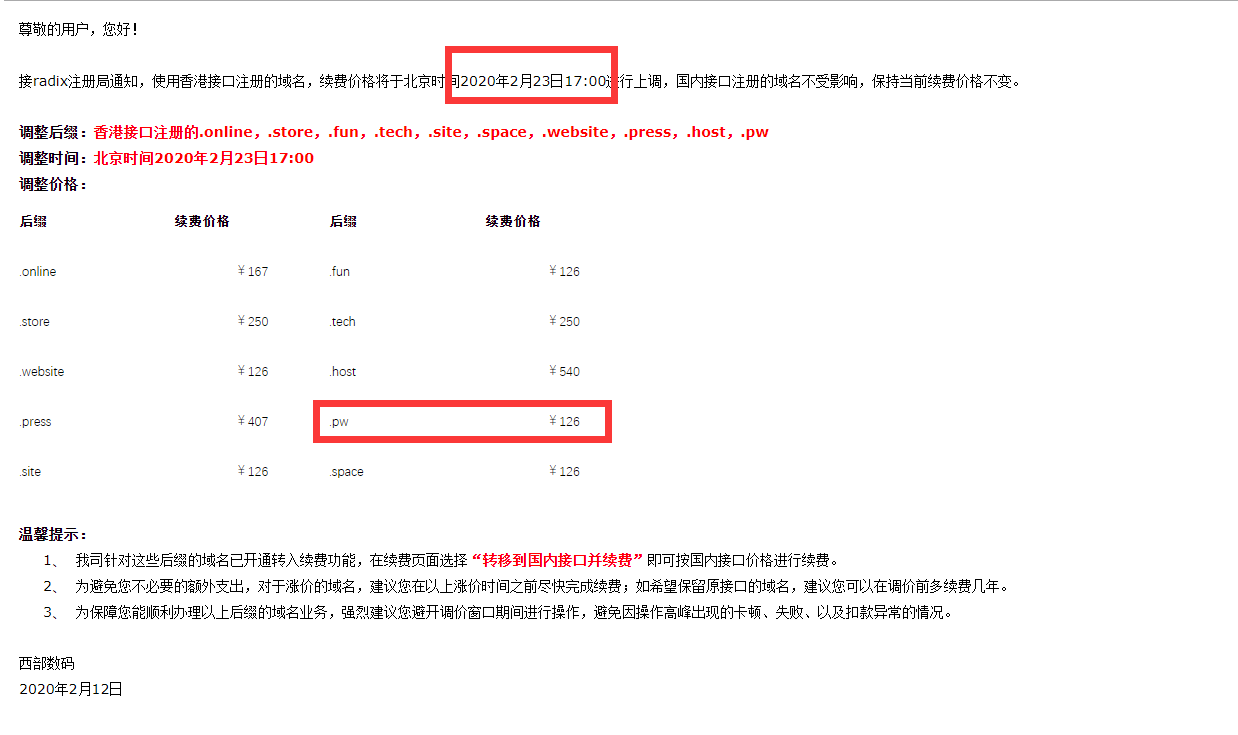 尊敬的用户，您好！
接radix注册局通知，使用香港接口注册的域名，续费价格将于北京时间2020年2月23日17:00进行上调，国内接口注册的域名不受影响，保持当前续费价格不变。
调整后缀：香港接口注册的.online，.store，.fun，.tech，.site，.space，.website，.press，.host，.pw
调整时间：北京时间2020年2月23日17:00
调整价格：
后缀 续费价格 后缀 续费价格
.online ￥167 .fun ￥126
.store ￥250 .tech ￥250
.website ￥126 .host ￥540
.press ￥407 .pw ￥126
.site ￥126 .space ￥126
温馨提示：
1、 我司针对这些后缀的域名已开通转入续费功能，在续费页面选择“转移到国内接口并续费”即可按国内接口价格进行续费。
2、 为避免您不必要的额外支出，对于涨价的域名，建议您在以上涨价时间之前尽快完成续费；如希望保留原接口的域名，建议您可以在调价前多续费几年。
3、 为保障您能顺利办理以上后缀的域名业务，强烈建议您避开调价窗口期间进行操作，避免因操作高峰出现的卡顿、失败、以及扣款异常的情况。
西部数码
2020年2月12日